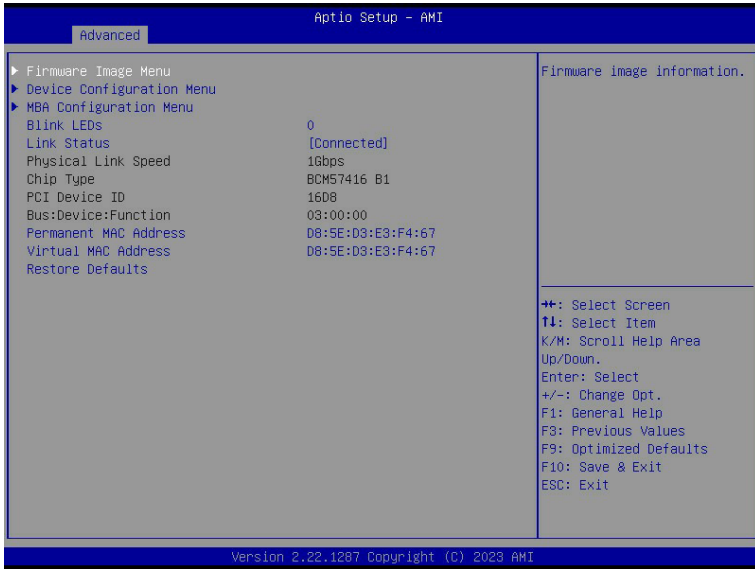 Aptio Setup – AMI
Advanced
Firmware Image Menu
Device Configuration Menu
MBA Configuration Menu
Blink LEDs 0
Link Status [Connected]
Physical Link Speed 1Gbps
Chip Type BCM57416 B1
PCI Device ID 16D8
Bus:Device:Function 03:00:00
Permanent MAC Address D8:5E:D3:E3:F4:67
Virtual MAC Address D8:5E:D3:E3:F4:67
Restore Defaults
Firmware image information.
→←: Select Screen
↑↓: Select Item
K/M: Scroll Help Area
Up/Down.
Enter: Select
+/-: Change Opt.
F1: General Help
F3: Previous Values
F9: Optimized Defaults
F10: Save & Exit
ESC: Exit
Version 2.22.1287 Copyright (C) 2023 AMI